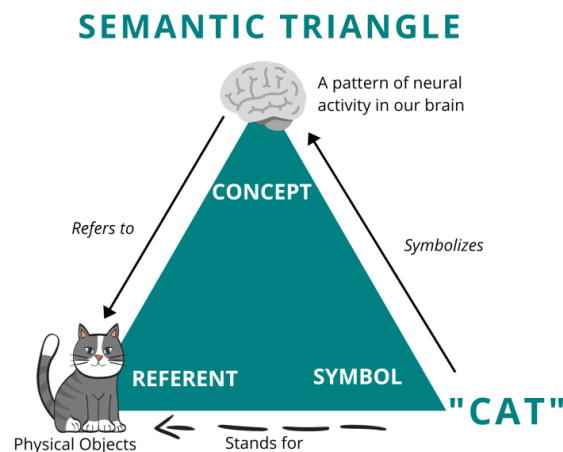 SEMANTIC TRIANGLE
A pattern of neural
activity in our brain
CONCEPT
Refers to
Symbolizes
REFERENT
SYMBOL
"CAT"
Physical Objects
Stands for